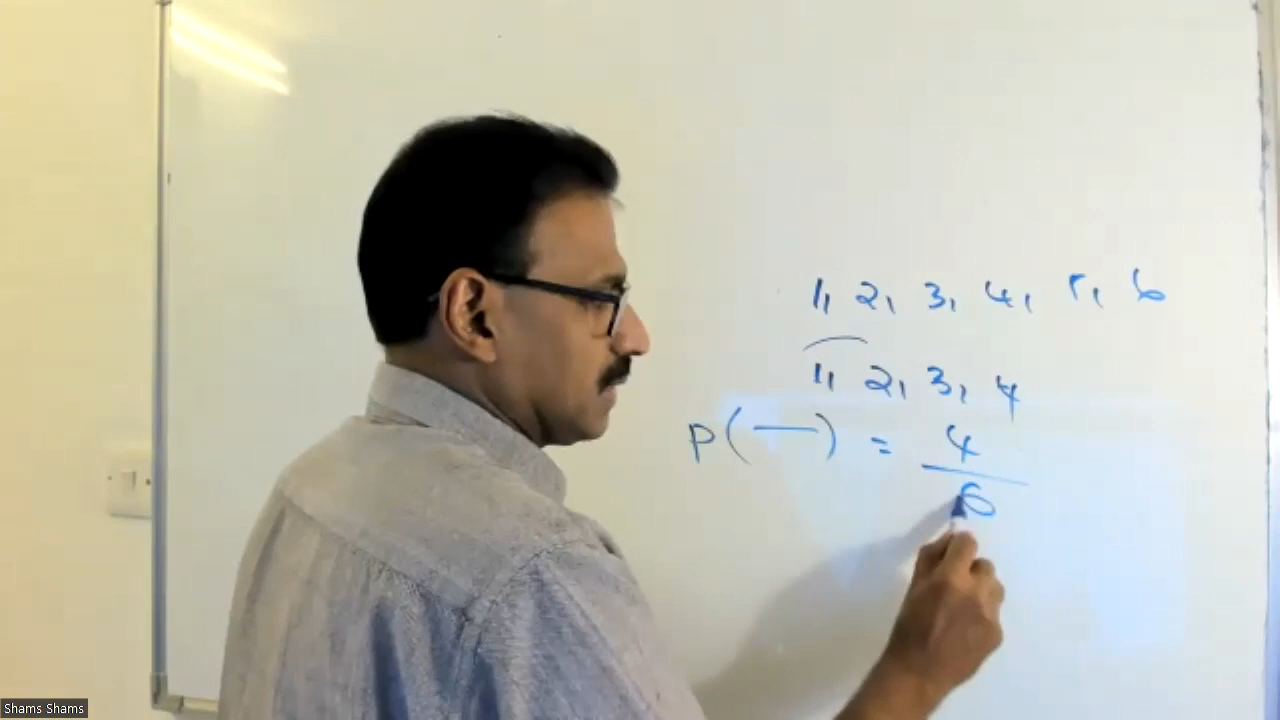 1, 2, 3, 4, 5, 6
1, 2, 3, 4
P( — ) = 4
6
Shams Shams